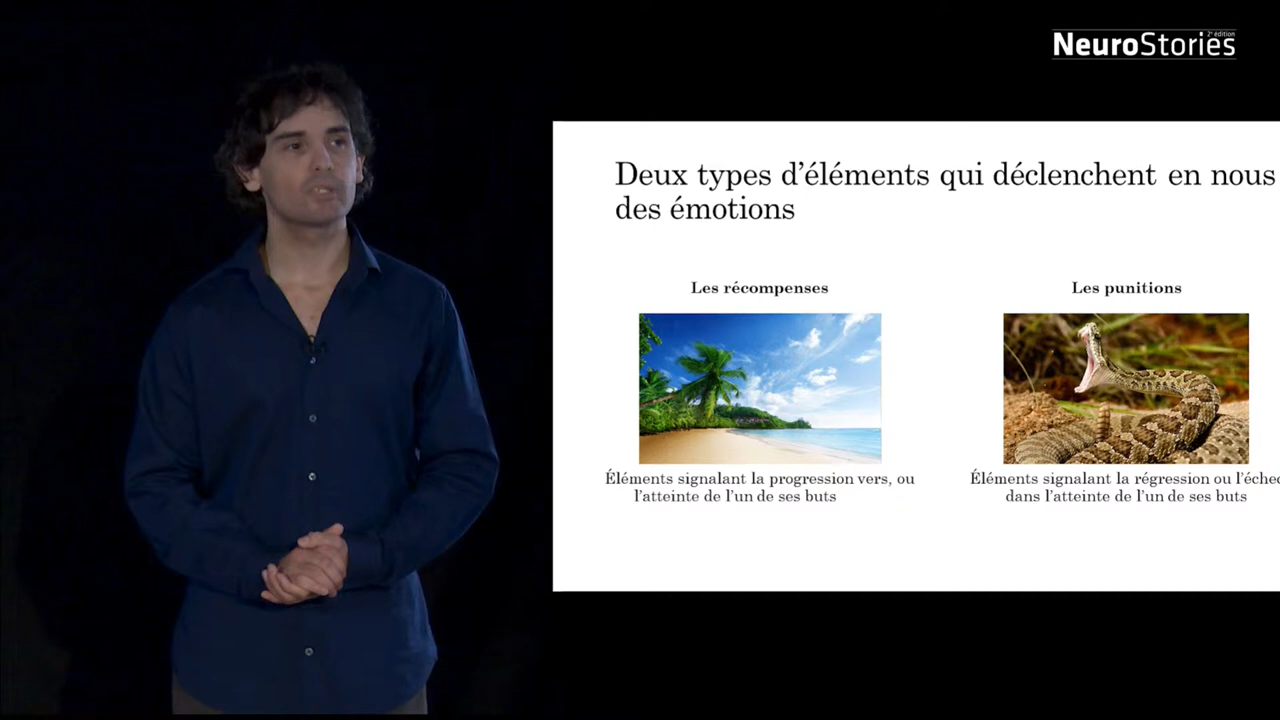 NeuroStories
2e édition
Deux types d’éléments qui déclenchent en nous
des émotions
Les récompenses
Les punitions
Éléments signalant la progression vers, ou
l’atteinte de l’un de ses buts
Éléments signalant la régression ou l’échec
dans l’atteinte de l’un de ses buts